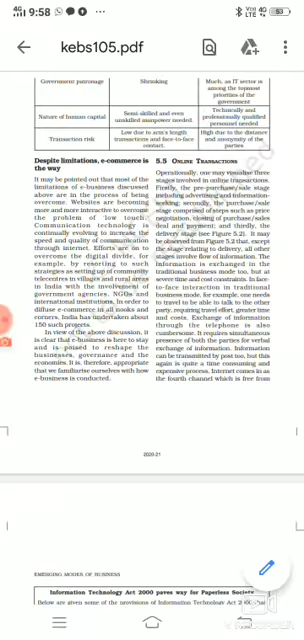 4G 9:58
VoD 4G LTE 53
kebs105.pdf
Government patronage Shrinking Much, as IT sector is
among the topmost
priorities of the
government
Nature of human capital Semi-skilled and even
unskilled manpower needed. Technically and
professionally qualified
personnel needed
Transaction risk Low due to arm's length
transactions and face-to-face
contact. High due to the distance
and anonymity of the
parties
Despite limitations, e-commerce is
the way
It may be pointed out that most of the
limitations of e-business discussed
above are in the process of being
overcome. Websites are becoming
more and more interactive to overcome
the problem of 'low touch'.
Communication technology is
continually evolving to increase the
speed and quality of communication
through internet. Efforts are on to
overcome the digital divide, for
example, by resorting to such
strategies as setting up of community
telecentres in villages and rural areas
in India with the involvement of
government agencies, NGOs and
international institutions. In order to
diffuse e-commerce in all nooks and
corners, India has undertaken about
150 such projects.
In view of the above discussion, it
is clear that e-business is here to stay
and is poised to reshape the
businesses, governance and the
economies. It is, therefore, appropriate
that we familiarise ourselves with how
e-business is conducted.
5.5 ONLINE TRANSACTIONS
Operationally, one may visualise three
stages involved in online transactions.
Firstly, the pre-purchase/sale stage
including advertising and information-
seeking; secondly, the purchase/sale
stage comprised of steps such as price
negotiation, closing of purchase/sales
deal and payment; and thirdly, the
delivery stage (see Figure 5.2). It may
be observed from Figure 5.2 that, except
the stage relating to delivery, all other
stages involve flow of information. The
information is exchanged in the
traditional business mode too, but at
severe time and cost constraints. In face-
to-face interaction in traditional
business mode, for example, one needs
to travel to be able to talk to the other
party, requiring travel effort, greater time
and costs. Exchange of information
through the telephone is also
cumbersome. It requires simultaneous
presence of both the parties for verbal
exchange of information. Information
can be transmitted by post too, but this
again is quite a time consuming and
expensive process. Internet comes in as
the fourth channel which is free from
2020-21
EMERGING MODES OF BUSINESS
Information Technology Act 2000 paves way for Paperless Society
Below are given some of the provisions of Information Technology Act 2000 that